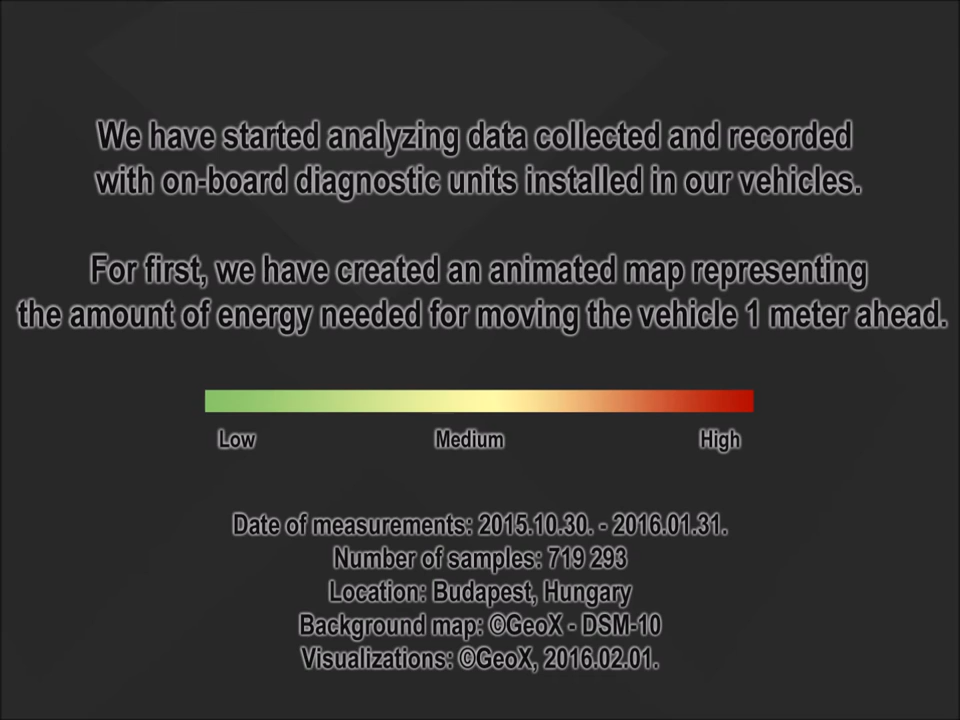 We have started analyzing data collected and recorded
with on-board diagnostic units installed in our vehicles.
For first, we have created an animated map representing
the amount of energy needed for moving the vehicle 1 meter ahead.
Low Medium High
Date of measurements: 2015.10.30. - 2016.01.31.
Number of samples: 719 293
Location: Budapest, Hungary
Background map: ©GeoX - DSM-10
Visualizations: ©GeoX, 2016.02.01.